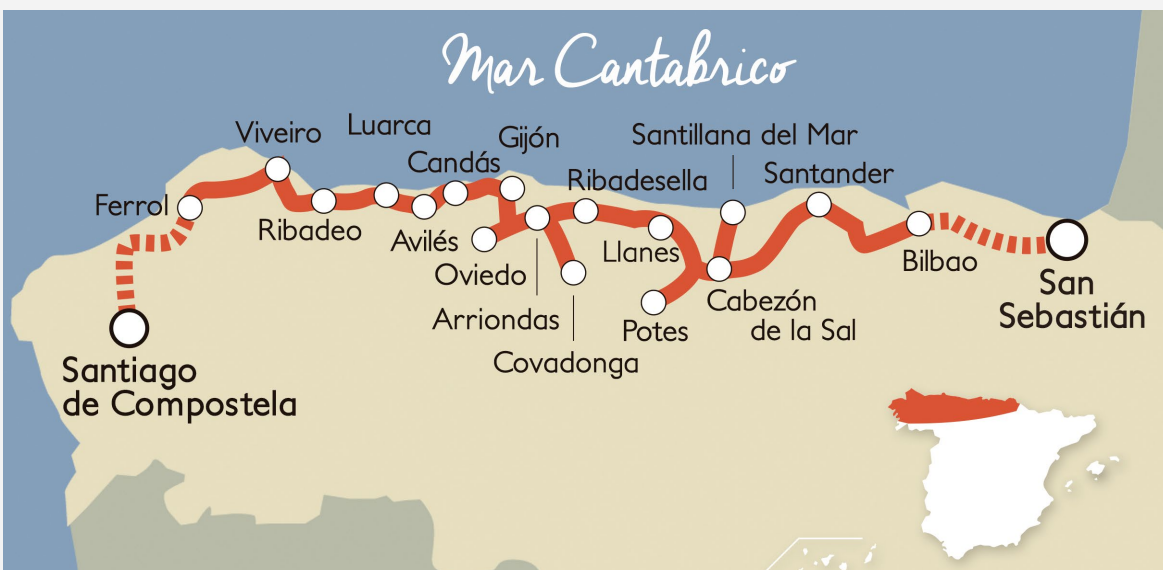 Mar Cantabrico
Viveiro
Luarca
Gijón
Santillana del Mar
Candás
Santander
Ribadesella
Ferrol
Ribadeo
Avilés
Llanes
Bilbao
Oviedo
San
Sebastián
Cabezón
de la Sal
Arriondas
Potes
Covadonga
Santiago
de Compostela